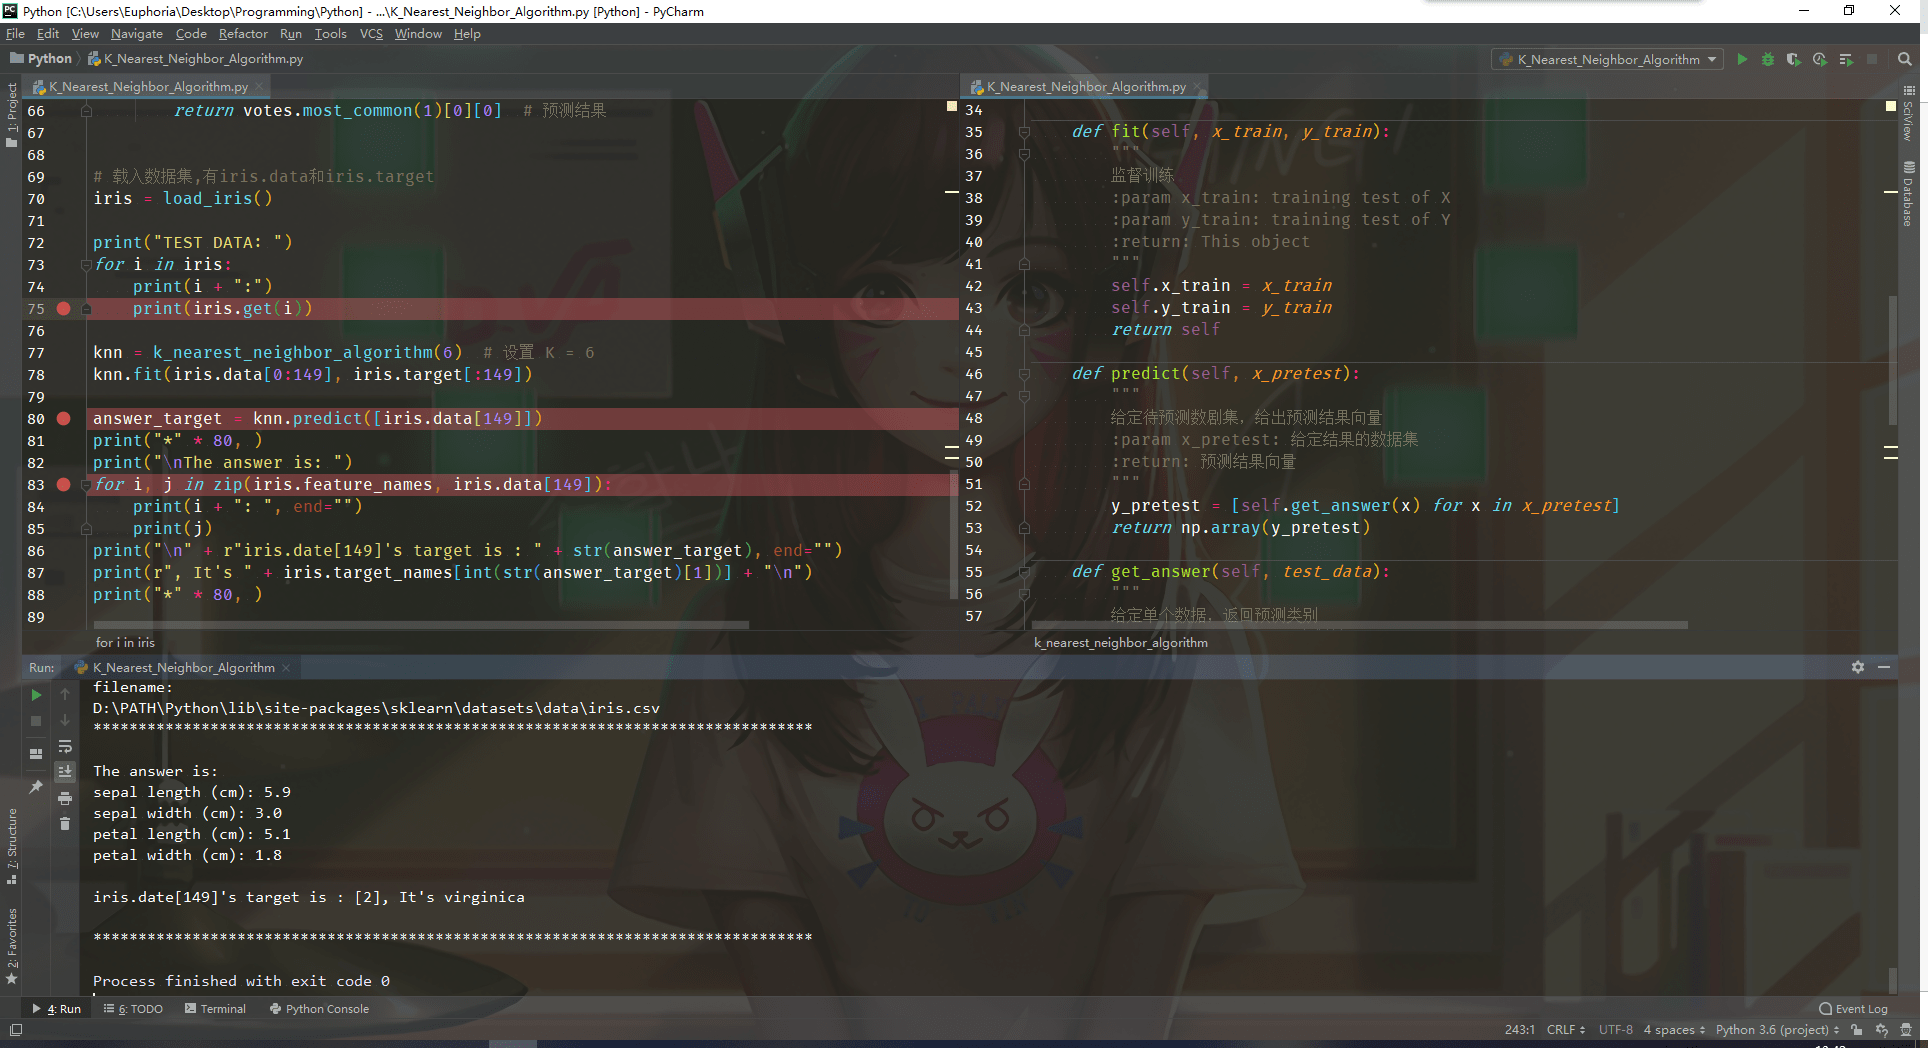 Python [C:\Users\Euphoria\Desktop\Programming\Python] - ...\K_Nearest_Neighbor_Algorithm.py [Python] - PyCharm
File Edit View Navigate Code Refactor Run Tools VCS Window Help
Python K_Nearest_Neighbor_Algorithm.py
K_Nearest_Neighbor_Algorithm
1: Project
K_Nearest_Neighbor_Algorithm.py
66 return votes.most_common(1)[0][0] # 预测结果
67
68
69 # 载入数据集,有iris.data和iris.target
70 iris = load_iris()
71
72 print("TEST DATA: ")
73 for i in iris:
74 print(i + ":")
75 print(iris.get(i))
76
77 knn = k_nearest_neighbor_algorithm(6) # 设置 K = 6
78 knn.fit(iris.data[0:149], iris.target[:149])
79
80 answer_target = knn.predict([iris.data[149]])
81 print("*" * 80, )
82 print("\nThe answer is: ")
83 for i, j in zip(iris.feature_names, iris.data[149]):
84 print(i + ": ", end="")
85 print(j)
86 print("\n" + r"iris.date[149]'s target is : " + str(answer_target), end="")
87 print(r", It's " + iris.target_names[int(str(answer_target)[1])] + "\n")
88 print("*" * 80, )
89
for i in iris
K_Nearest_Neighbor_Algorithm.py
34
35 def fit(self, x_train, y_train):
36 """
37 监督训练
38 :param x_train: training test of X
39 :param y_train: training test of Y
40 :return: This object
41 """
42 self.x_train = x_train
43 self.y_train = y_train
44 return self
45
46 def predict(self, x_pretest):
47 """
48 给定待预测数剧集，给出预测结果向量
49 :param x_pretest: 给定结果的数据集
50 :return: 预测结果向量
51 """
52 y_pretest = [self.get_answer(x) for x in x_pretest]
53 return np.array(y_pretest)
54
55 def get_answer(self, test_data):
56 """
57 给定单个数据，返回预测类别
k_nearest_neighbor_algorithm
SciView
Database
Run: K_Nearest_Neighbor_Algorithm
filename:
D:\PATH\Python\lib\site-packages\sklearn\datasets\data\iris.csv
********************************************************************************
The answer is:
sepal length (cm): 5.9
sepal width (cm): 3.0
petal length (cm): 5.1
petal width (cm): 1.8
iris.date[149]'s target is : [2], It's virginica
********************************************************************************
Process finished with exit code 0
7: Structure
2: Favorites
4: Run 6: TODO Terminal Python Console Event Log
243:1 CRLF UTF-8 4 spaces Python 3.6 (project)